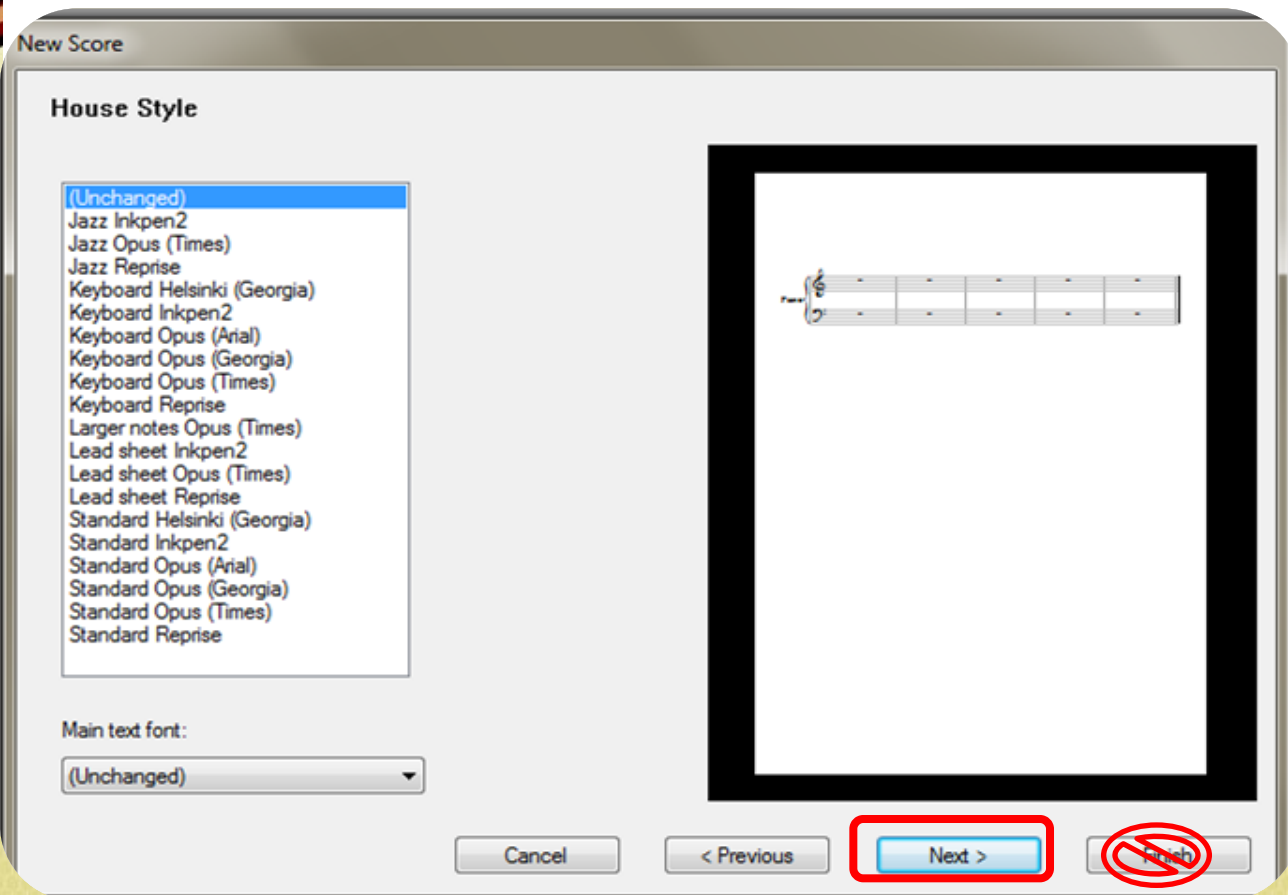 New Score
House Style
(Unchanged)
Jazz Inkpen2
Jazz Opus (Times)
Jazz Reprise
Keyboard Helsinki (Georgia)
Keyboard Inkpen2
Keyboard Opus (Arial)
Keyboard Opus (Georgia)
Keyboard Opus (Times)
Keyboard Reprise
Larger notes Opus (Times)
Lead sheet Inkpen2
Lead sheet Opus (Times)
Lead sheet Reprise
Standard Helsinki (Georgia)
Standard Inkpen2
Standard Opus (Arial)
Standard Opus (Georgia)
Standard Opus (Times)
Standard Reprise
Main text font:
(Unchanged)
Cancel
< Previous
Next >
Finish